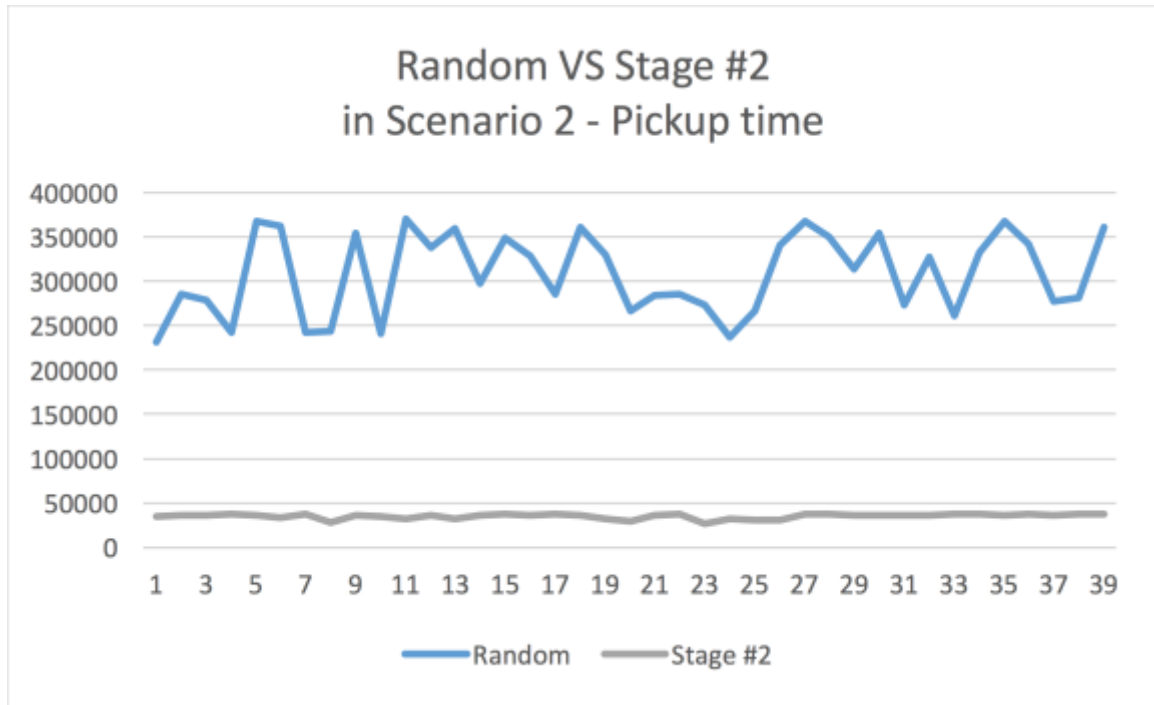 Random VS Stage #2
in Scenario 2 - Pickup time
400000
350000
300000
250000
200000
150000
100000
50000
0
1 3 5 7 9 11 13 15 17 19 21 23 25 27 29 31 33 35 37 39
Random Stage #2